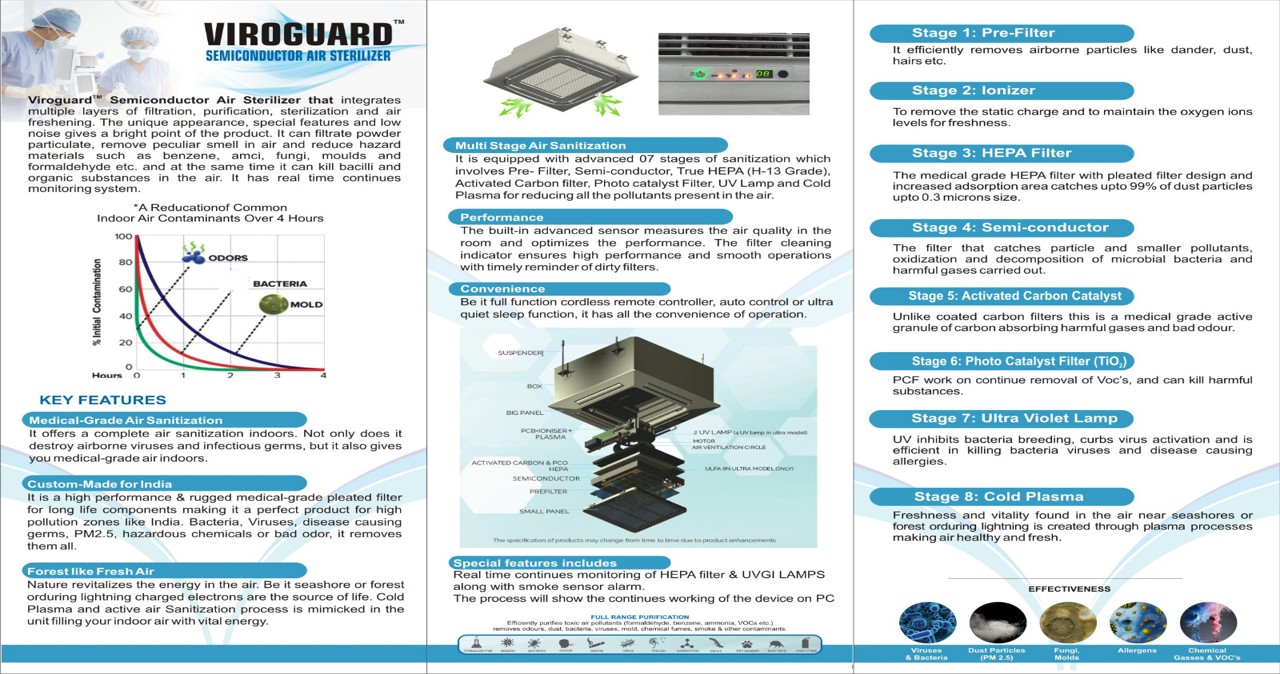 VIROGUARD™
SEMICONDUCTOR AIR STERILIZER
Viroguard™ Semiconductor Air Sterilizer that integrates
multiple layers of filtration, purification, sterilization and air
freshening. The unique appearance, special features and low
noise gives a bright point of the product. It can filtrate powder
particulate, remove peculiar smell in air and reduce hazard
materials such as benzene, amci, fungi, moulds and
formaldehyde etc. and at the same time it can kill bacilli and
organic substances in the air. It has real time continues
monitoring system.
*A Reducationof Common
Indoor Air Contaminants Over 4 Hours
100
80
60
40
20
0
% Initial Contamination
ODORS
BACTERIA
MOLD
Hours 0 1 2 3 4
KEY FEATURES
Medical-Grade Air Sanitization
It offers a complete air sanitization indoors. Not only does it
destroy airborne viruses and infectious germs, but it also gives
you medical-grade air indoors.
Custom-Made for India
It is a high performance & rugged medical-grade pleated filter
for long life components making it a perfect product for high
pollution zones like India. Bacteria, Viruses, disease causing
germs, PM2.5, hazardous chemicals or bad odor, it removes
them all.
Forest like Fresh Air
Nature revitalizes the energy in the air. Be it seashore or forest
orduring lightning charged electrons are the source of life. Cold
Plasma and active air Sanitization process is mimicked in the
unit filling your indoor air with vital energy.
08
Multi Stage Air Sanitization
It is equipped with advanced 07 stages of sanitization which
involves Pre- Filter, Semi-conductor, True HEPA (H-13 Grade),
Activated Carbon filter, Photo catalyst Filter, UV Lamp and Cold
Plasma for reducing all the pollutants present in the air.
Performance
The built-in advanced sensor measures the air quality in the
room and optimizes the performance. The filter cleaning
indicator ensures high performance and smooth operations
with timely reminder of dirty filters.
Convenience
Be it full function cordless remote controller, auto control or ultra
quiet sleep function, it has all the convenience of operation.
SUSPENDER
BOX
BIG PANEL
PCB+IONISER+
PLASMA
2 UV LAMP (4 UV lamp in ultra model)
MOTOR
AIR VENTILATION CIRCLE
ACTIVATED CARBON & PCO
HEPA
ULPA (IN ULTRA MODEL ONLY)
SEMICONDUCTOR
PREFILTER
SMALL PANEL
The specification of products may change from time to time due to product enhancements
Special features includes
Real time continues monitoring of HEPA filter & UVGI LAMPS
along with smoke sensor alarm.
The process will show the continues working of the device on PC
FULL RANGE PURIFICATION
Efficiently purifies toxic air pollutants (formaldehyde, benzene, ammonia, VOCs etc.)
removes odours, dust, bacteria, viruses, mold, chemical fumes, smoke & other contaminants.
Stage 1: Pre-Filter
It efficiently removes airborne particles like dander, dust,
hairs etc.
Stage 2: Ionizer
To remove the static charge and to maintain the oxygen ions
levels for freshness.
Stage 3: HEPA Filter
The medical grade HEPA filter with pleated filter design and
increased adsorption area catches upto 99% of dust particles
upto 0.3 microns size.
Stage 4: Semi-conductor
The filter that catches particle and smaller pollutants,
oxidization and decomposition of microbial bacteria and
harmful gases carried out.
Stage 5: Activated Carbon Catalyst
Unlike coated carbon filters this is a medical grade active
granule of carbon absorbing harmful gases and bad odour.
Stage 6: Photo Catalyst Filter (TiO₂)
PCF work on continue removal of Voc's, and can kill harmful
substances.
Stage 7: Ultra Violet Lamp
UV inhibits bacteria breeding, curbs virus activation and is
efficient in killing bacteria viruses and disease causing
allergies.
Stage 8: Cold Plasma
Freshness and vitality found in the air near seashores or
forest orduring lightning is created through plasma processes
making air healthy and fresh.
EFFECTIVENESS
Viruses
& Bacteria
Dust Particles
(PM 2.5)
Fungi,
Molds
Allergens
Chemical
Gasses & VOC's